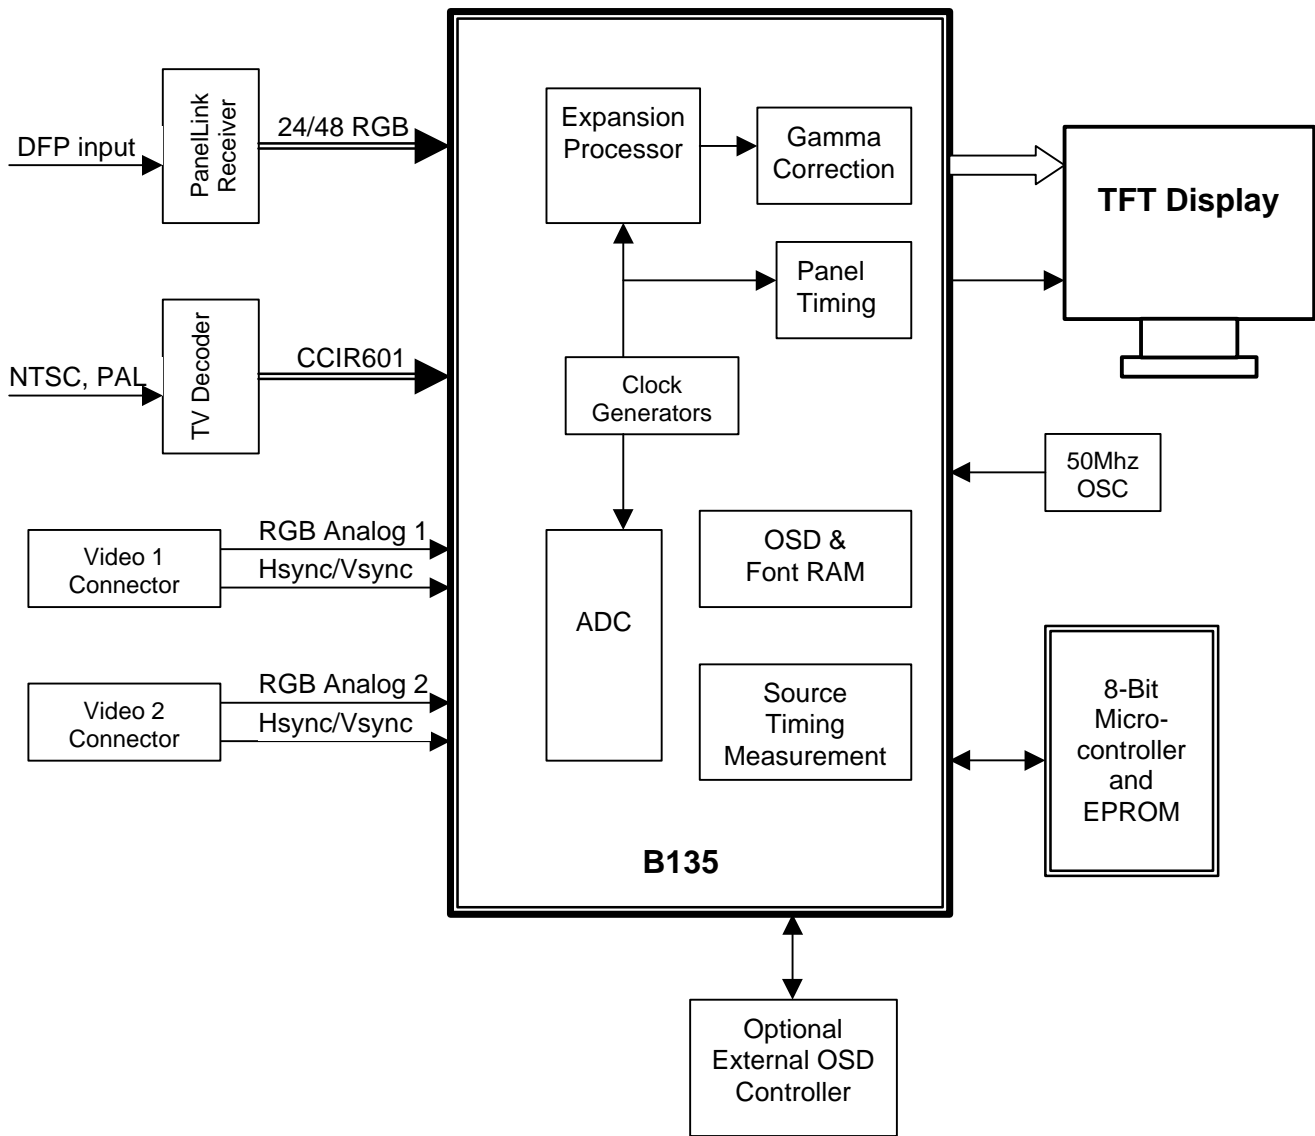 DFP input
PanelLink
Receiver
24/48 RGB
NTSC, PAL
TV Decoder
CCIR601
Video 1
Connector
RGB Analog 1
Hsync/Vsync
Video 2
Connector
RGB Analog 2
Hsync/Vsync
Expansion
Processor
Gamma
Correction
Panel
Timing
Clock
Generators
ADC
OSD &
Font RAM
Source
Timing
Measurement
B135
TFT Display
50Mhz
OSC
8-Bit
Micro-
controller
and
EPROM
Optional
External OSD
Controller